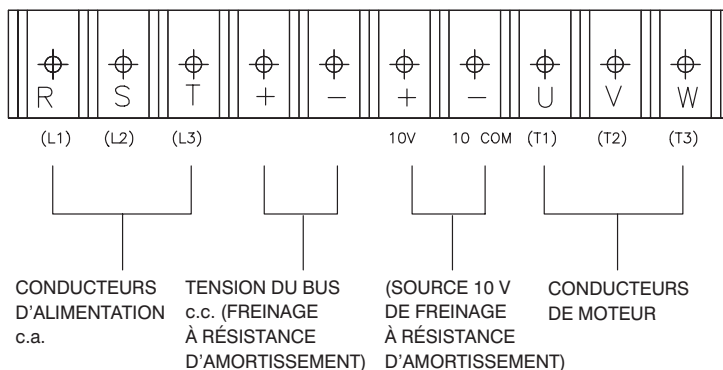 R S T + − + − U V W
(L1) (L2) (L3) 10V 10 COM (T1) (T2) (T3)
CONDUCTEURS
D'ALIMENTATION
c.a.
TENSION DU BUS
c.c. (FREINAGE
À RÉSISTANCE
D'AMORTISSEMENT)
(SOURCE 10 V
DE FREINAGE
À RÉSISTANCE
D'AMORTISSEMENT)
CONDUCTEURS
DE MOTEUR